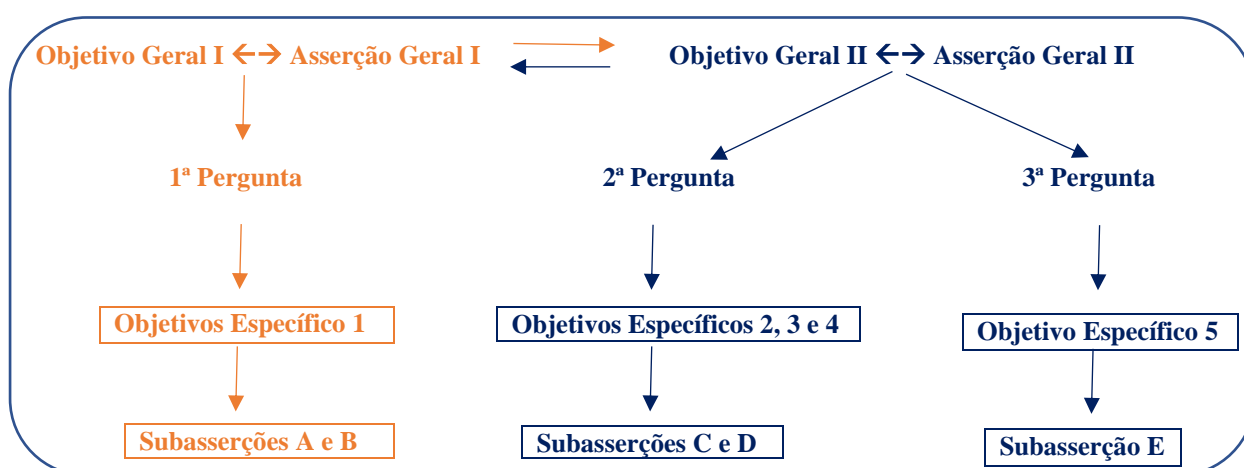 Objetivo Geral I ←→ Asserção Geral I
Objetivo Geral II ←→ Asserção Geral II
1ª Pergunta
2ª Pergunta
3ª Pergunta
Objetivos Específico 1
Objetivos Específicos 2, 3 e 4
Objetivo Específico 5
Subasserções A e B
Subasserções C e D
Subasserção E